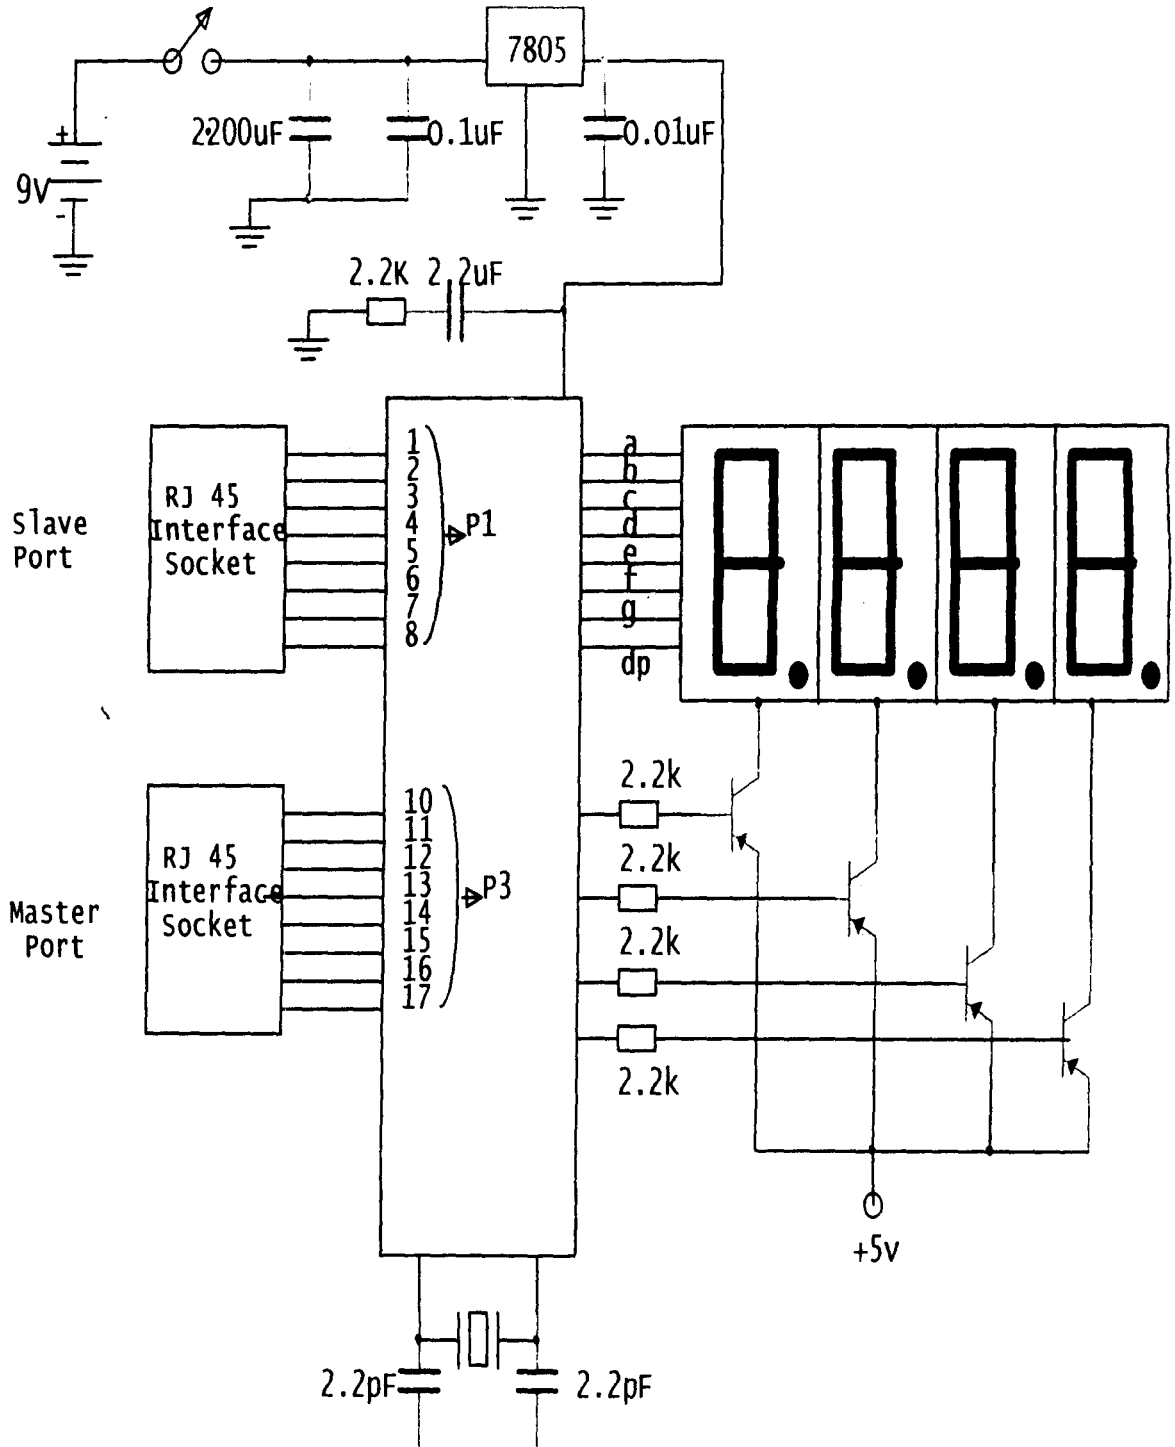 7805
2200uF
0.1uF
0.01uF
+
9V
-
2.2K
2.2uF
Slave
Port
RJ 45
Interface
Socket
1
2
3
4
5
6
7
8
P1
a
b
c
d
e
f
g
dp
Master
Port
RJ 45
Interface
Socket
10
11
12
13
14
15
16
17
P3
2.2k
2.2k
2.2k
2.2k
+5v
2.2pF
2.2pF